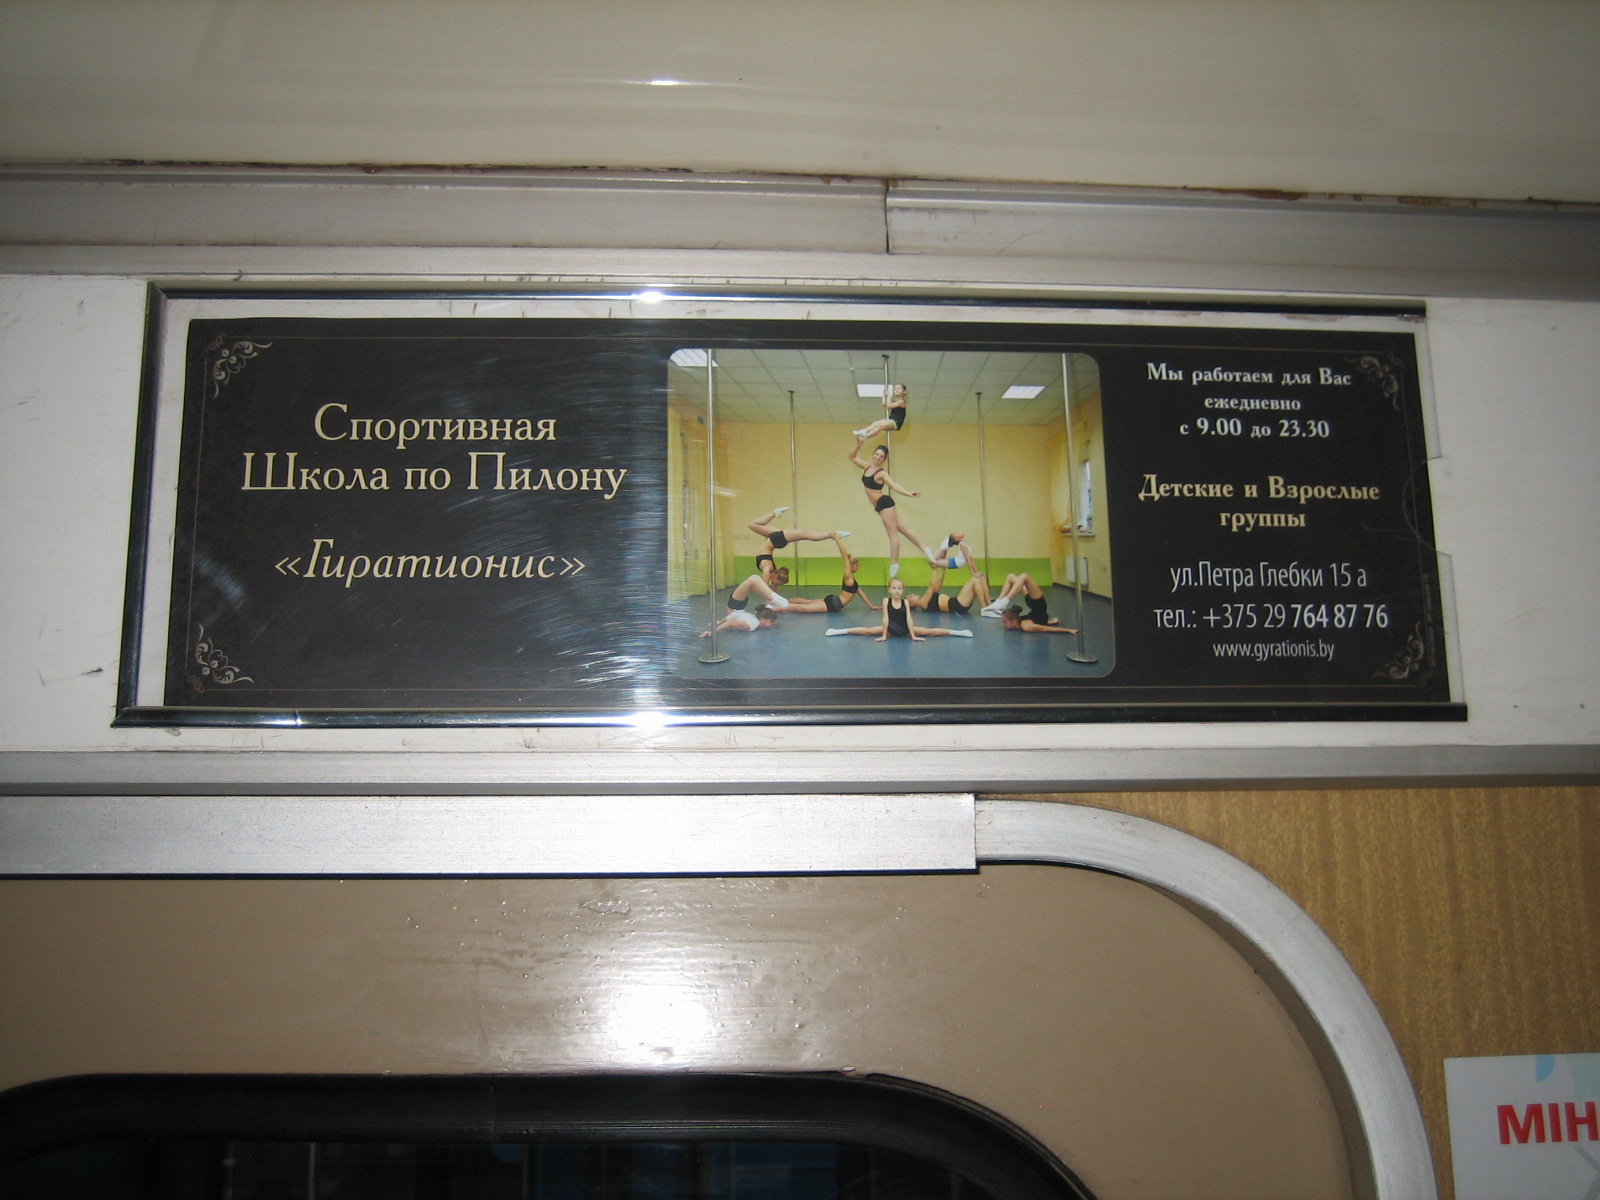 Спортивная
Школа по Пилону
«Гиратионис»
Мы работаем для Вас
ежедневно
с 9.00 до 23.30
Детские и Взрослые
группы
ул.Петра Глебки 15 а
тел.: +375 29 764 87 76
www.gyrationis.by
МІН